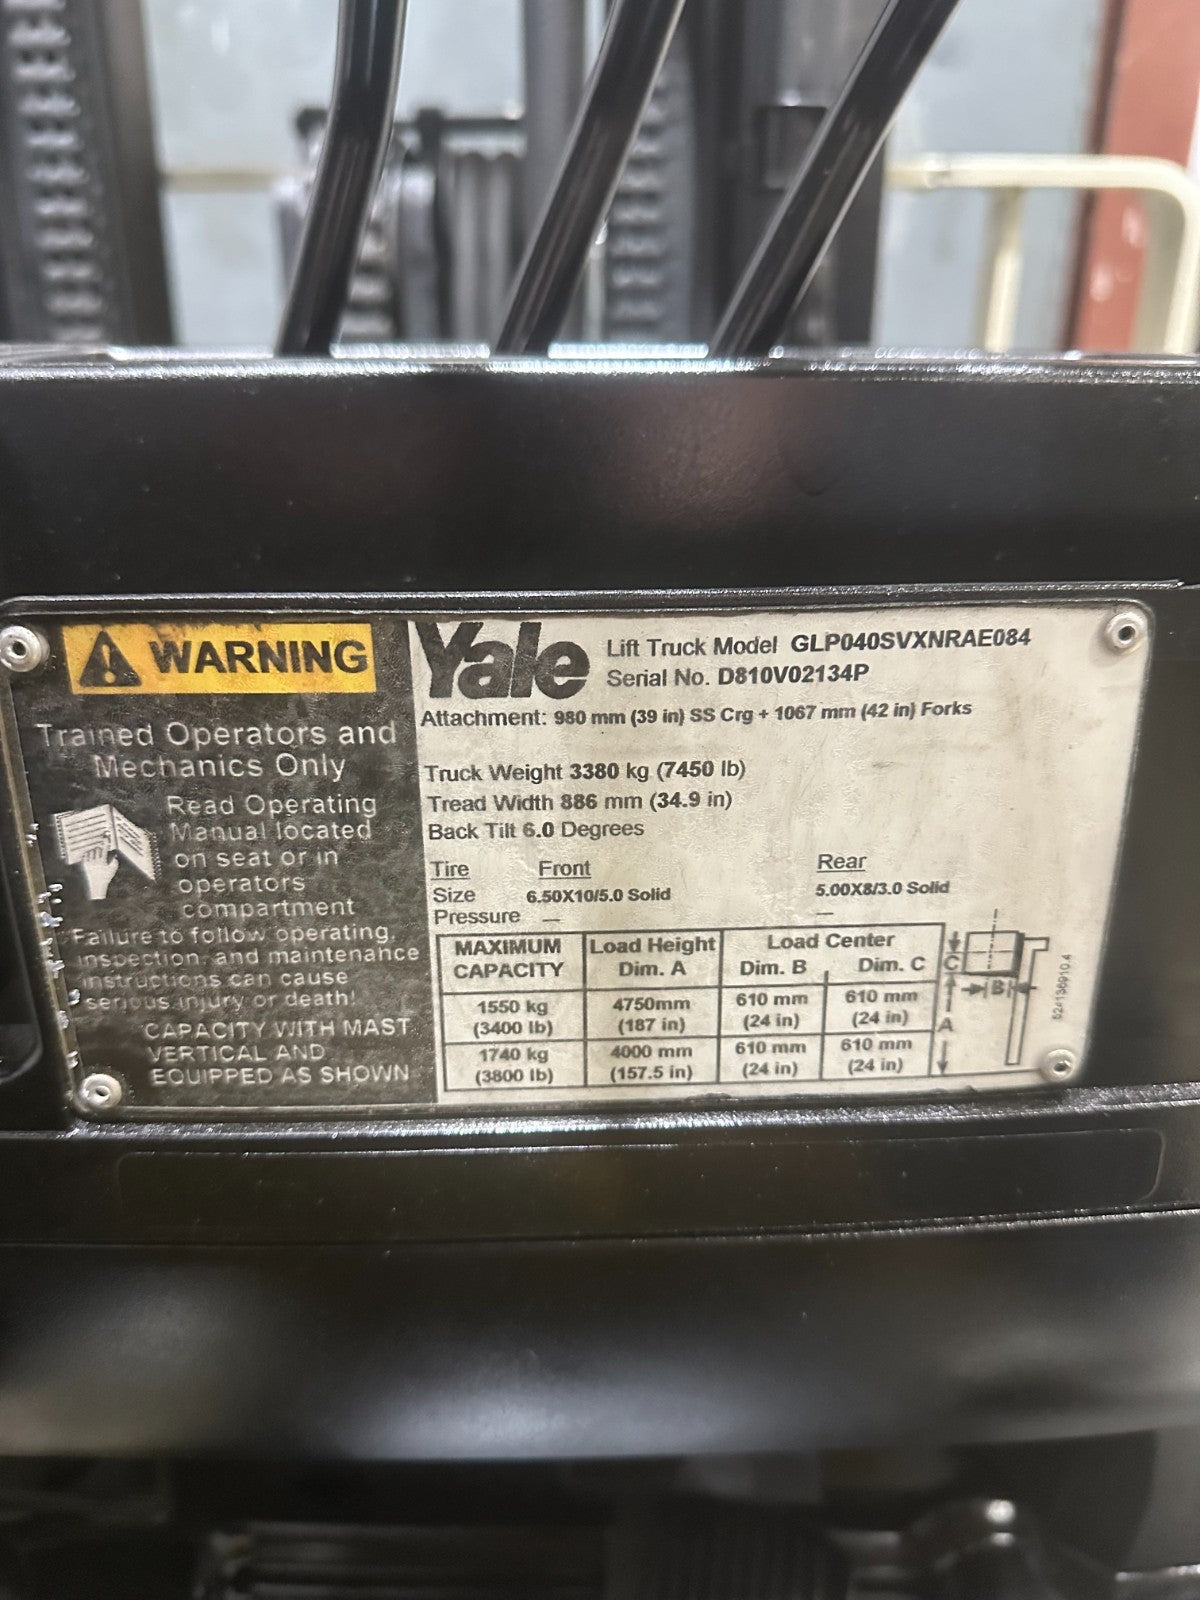 WARNING
Trained Operators and
Mechanics Only
Read Operating
Manual located
on seat or in
operators
compartment
Failure to follow operating,
inspection, and maintenance
instructions can cause
serious injury or death!
CAPACITY WITH MAST
VERTICAL AND
EQUIPPED AS SHOWN
Yale
Lift Truck Model GLP040SVXNRAE084
Serial No. D810V02134P
Attachment: 980 mm (39 in) SS Crg + 1067 mm (42 in) Forks
Truck Weight 3380 kg (7450 lb)
Tread Width 886 mm (34.9 in)
Back Tilt 6.0 Degrees
Tire Front Rear
Size 6.50X10/5.0 Solid 5.00X8/3.0 Solid
Pressure — —
MAXIMUM Load Height Load Center
CAPACITY Dim. A Dim. B Dim. C
1550 kg 4750mm 610 mm 610 mm
(3400 lb) (187 in) (24 in) (24 in)
1740 kg 4000 mm 610 mm 610 mm
(3800 lb) (157.5 in) (24 in) (24 in)
C
B
A
524136910.4